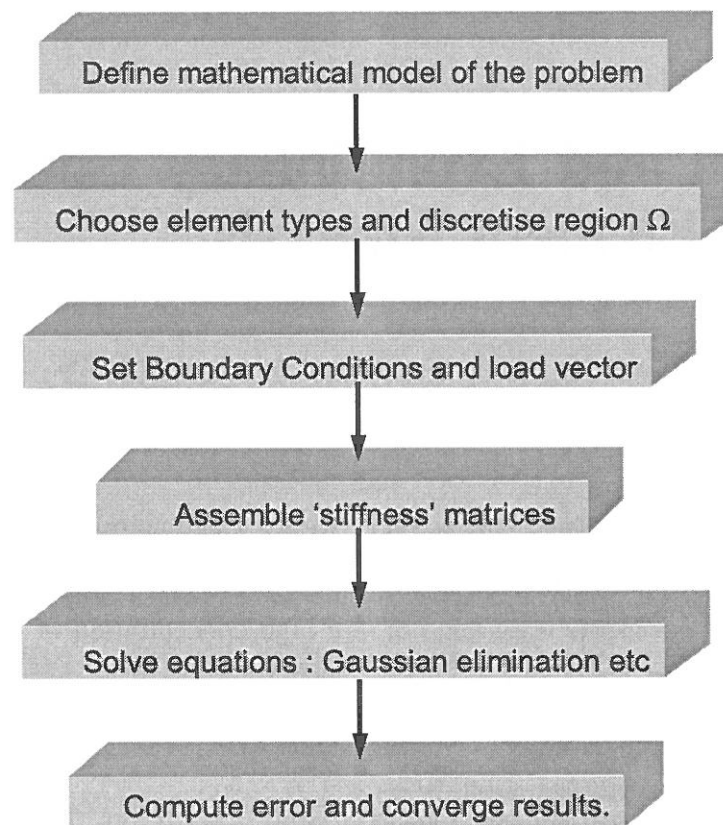 Define mathematical model of the problem
Choose element types and discretise region Ω
Set Boundary Conditions and load vector
Assemble ‘stiffness’ matrices
Solve equations : Gaussian elimination etc
Compute error and converge results.